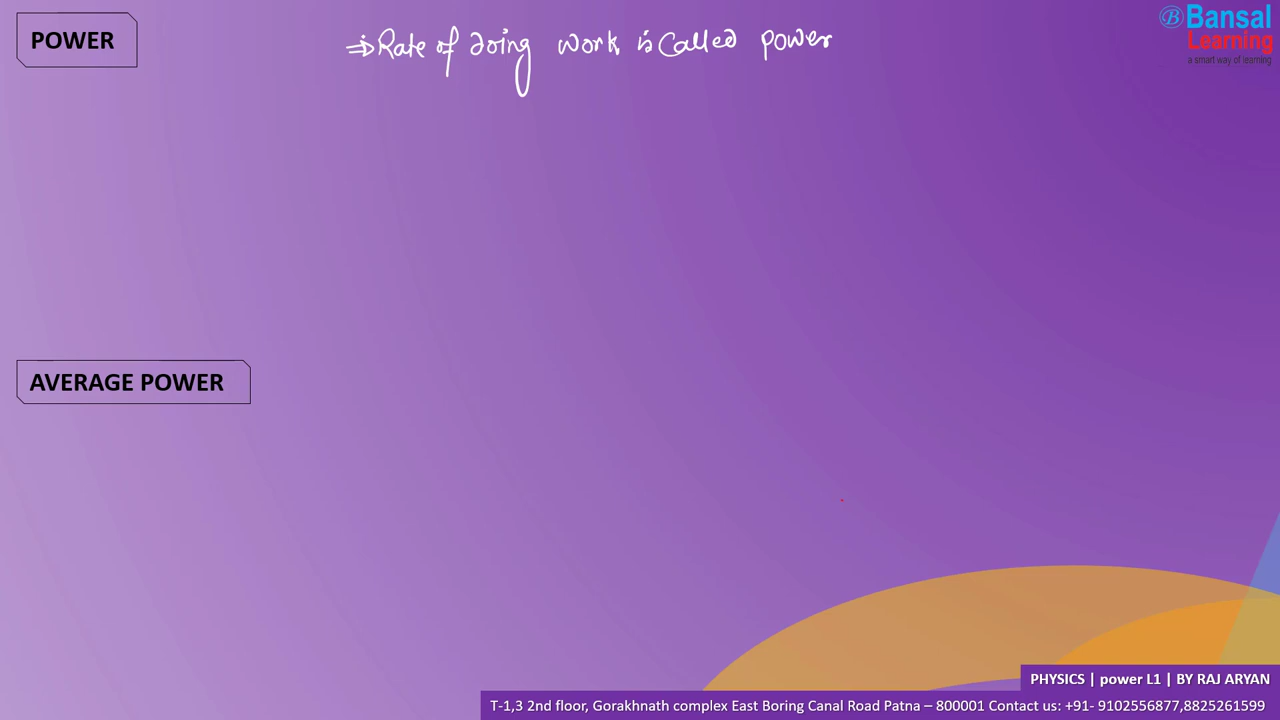 POWER
⇒ Rate of doing work is Called power
Bansal
Learning
a smart way of learning
AVERAGE POWER
PHYSICS | power L1 | BY RAJ ARYAN
T-1,3 2nd floor, Gorakhnath complex East Boring Canal Road Patna – 800001 Contact us: +91- 9102556877,8825261599